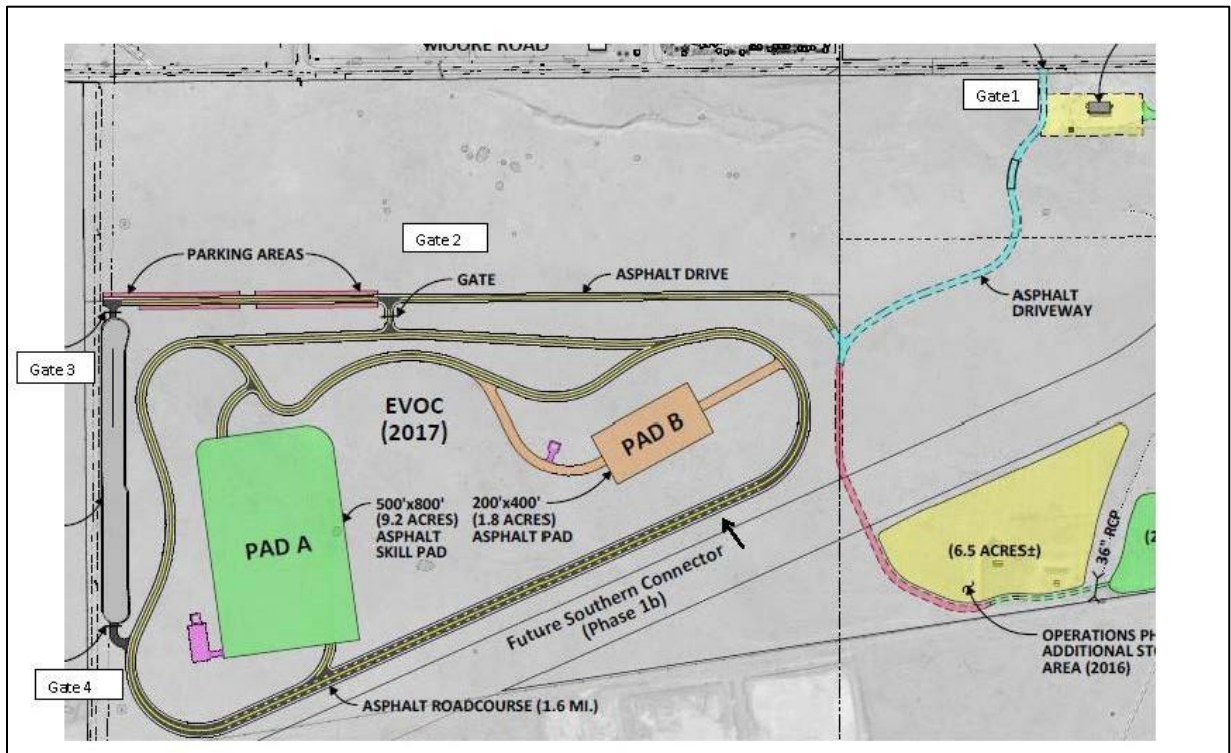 MOORE ROAD
Gate1
Gate 2
PARKING AREAS
GATE
ASPHALT DRIVE
ASPHALT
DRIVEWAY
Gate 3
EVOC
(2017)
PAD B
500'x800'
(9.2 ACRES)
ASPHALT
SKILL PAD
200'x400'
(1.8 ACRES)
ASPHALT PAD
PAD A
(6.5 ACRES±)
36" RCP
(2
Future Southern Connector
(Phase 1b)
OPERATIONS PH
ADDITIONAL STO
AREA (2016)
Gate 4
ASPHALT ROADCOURSE (1.6 MI.)